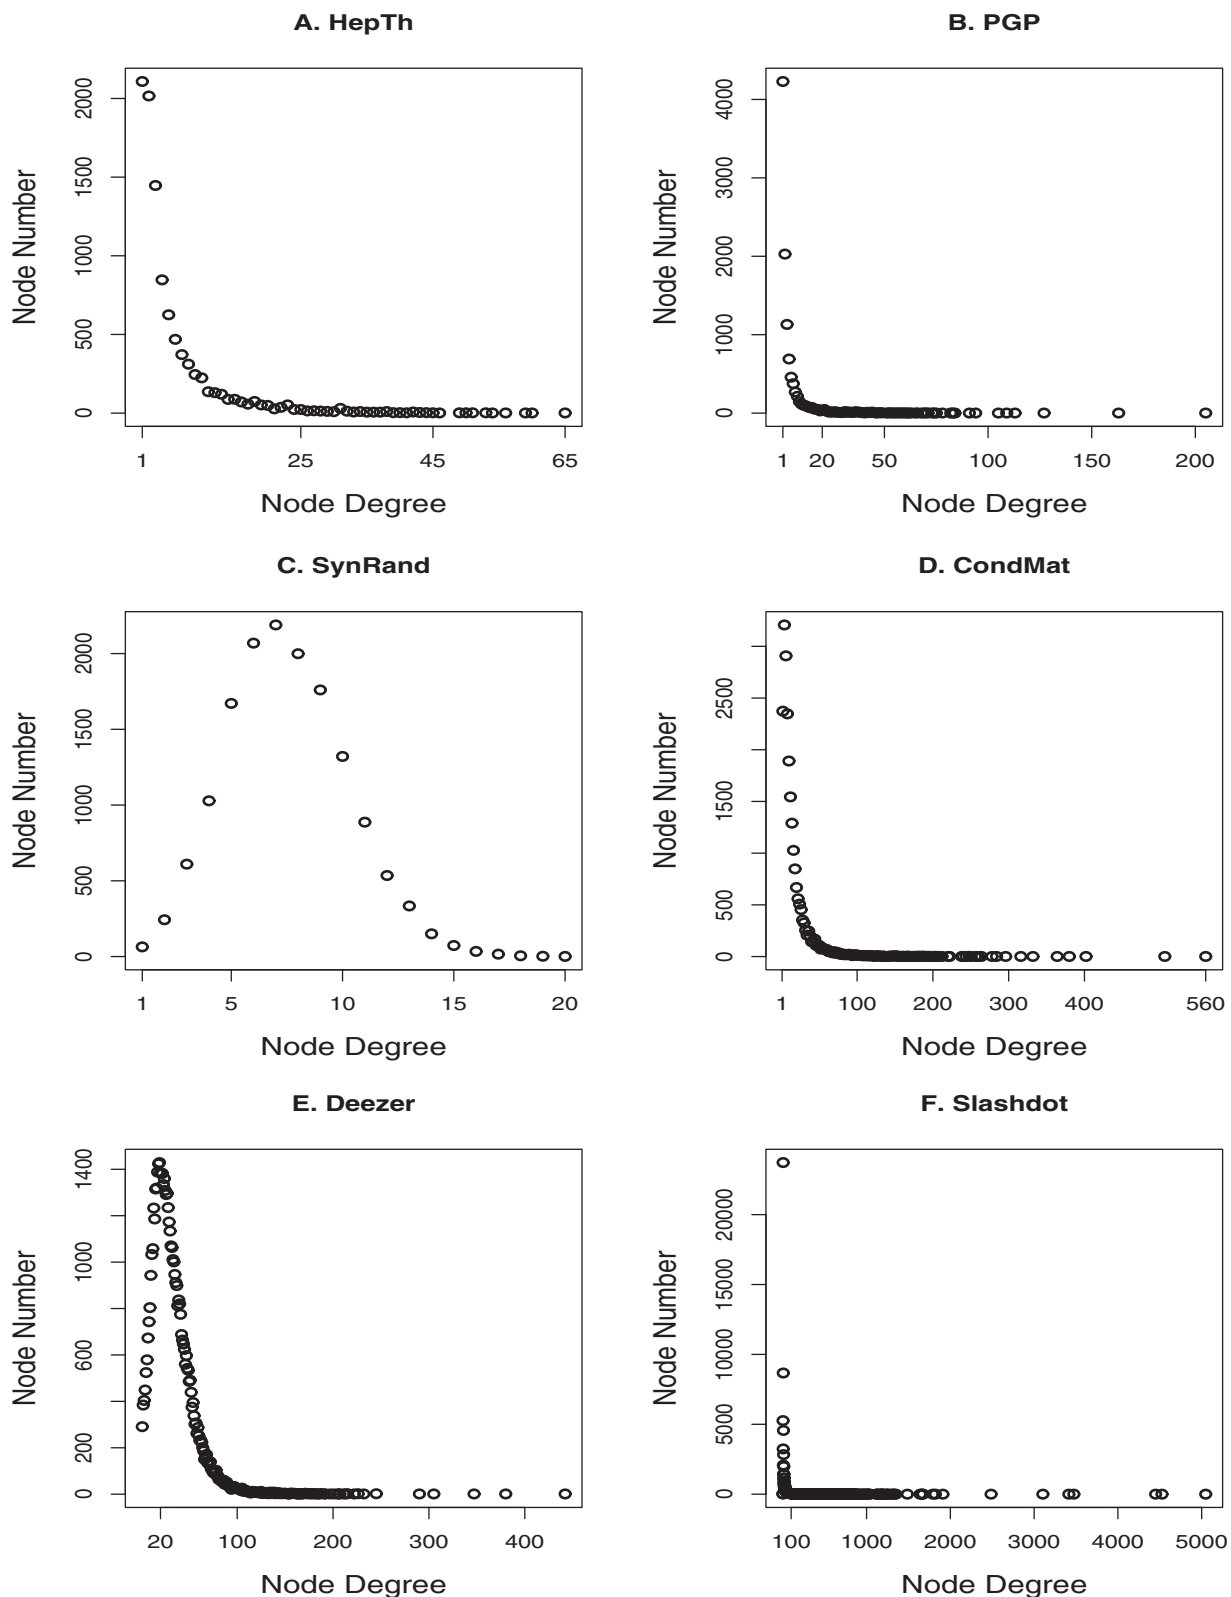 A. HepTh
Node Number
0 500 1000 1500 2000
1 25 45 65
Node Degree
B. PGP
Node Number
0 1000 2000 3000 4000
1 20 50 100 150 200
Node Degree
C. SynRand
Node Number
0 500 1000 1500 2000
1 5 10 15 20
Node Degree
D. CondMat
Node Number
0 500 1500 2500
1 100 200 300 400 560
Node Degree
E. Deezer
Node Number
0 200 600 1000 1400
20 100 200 300 400
Node Degree
F. Slashdot
Node Number
0 5000 10000 15000 20000
100 1000 2000 3000 4000 5000
Node Degree